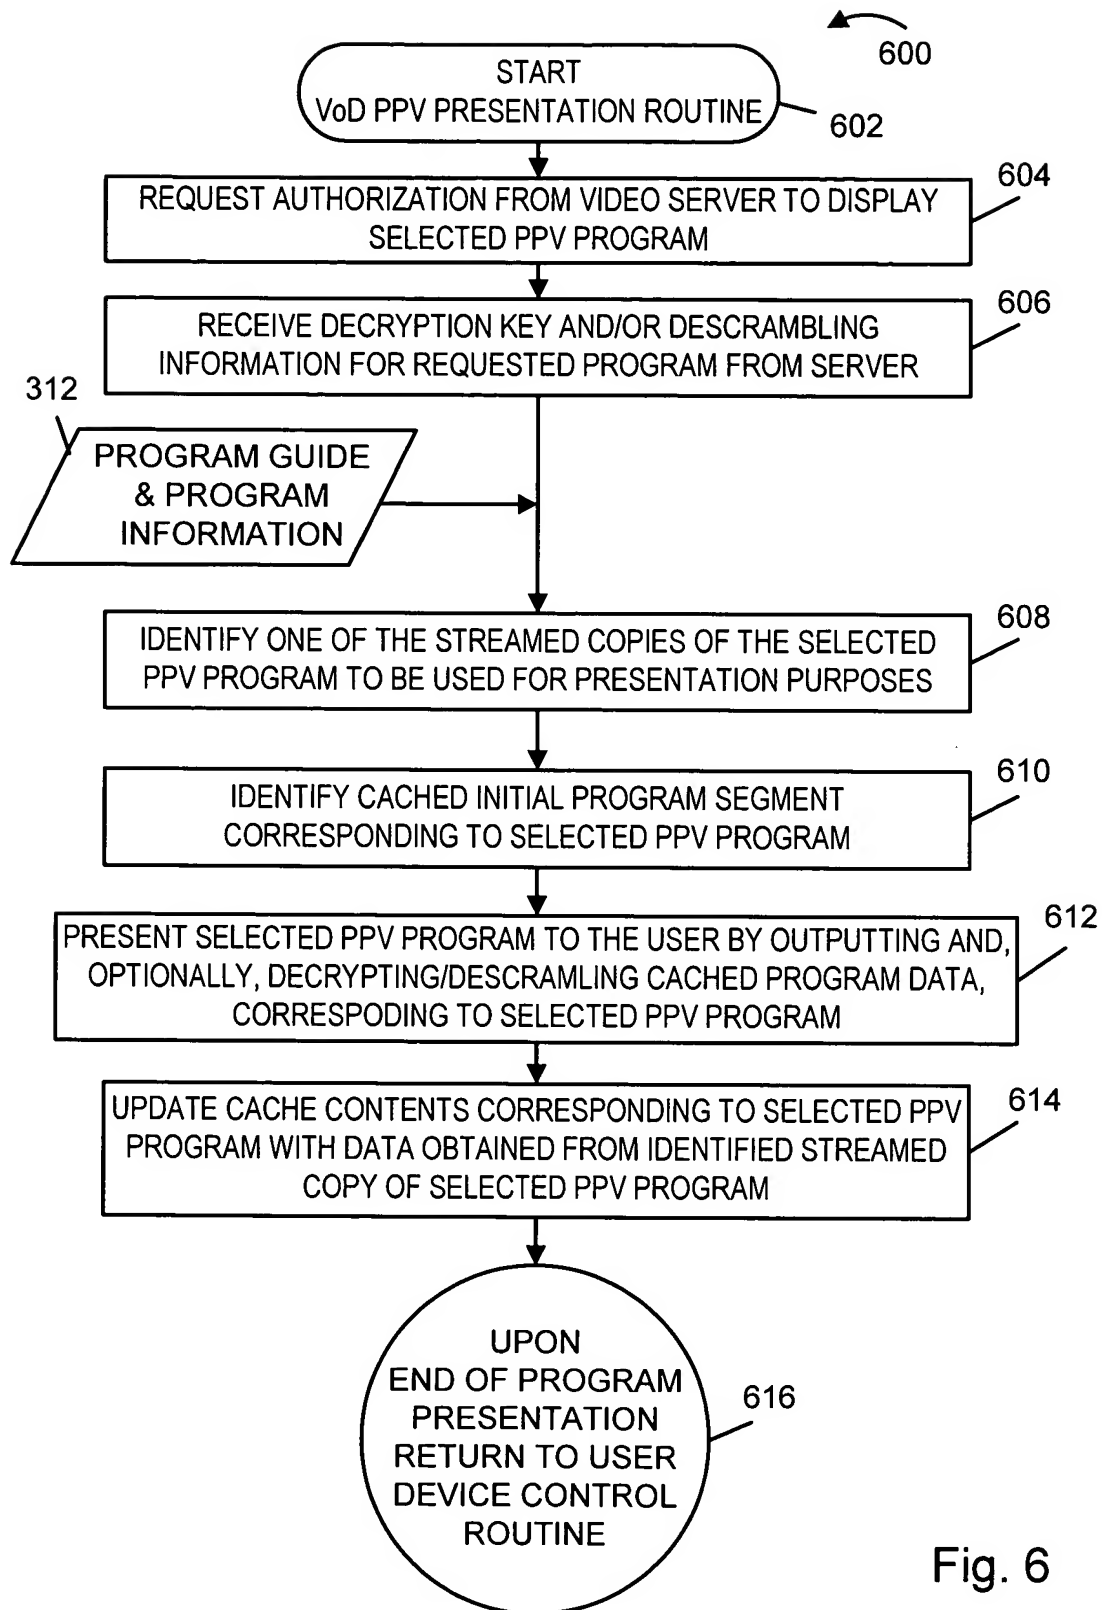 600
START
VoD PPV PRESENTATION ROUTINE
602
604
REQUEST AUTHORIZATION FROM VIDEO SERVER TO DISPLAY
SELECTED PPV PROGRAM
606
RECEIVE DECRYPTION KEY AND/OR DESCRAMBLING
INFORMATION FOR REQUESTED PROGRAM FROM SERVER
312
PROGRAM GUIDE
& PROGRAM
INFORMATION
608
IDENTIFY ONE OF THE STREAMED COPIES OF THE SELECTED
PPV PROGRAM TO BE USED FOR PRESENTATION PURPOSES
610
IDENTIFY CACHED INITIAL PROGRAM SEGMENT
CORRESPONDING TO SELECTED PPV PROGRAM
612
PRESENT SELECTED PPV PROGRAM TO THE USER BY OUTPUTTING AND,
OPTIONALLY, DECRYPTING/DESCRAMLING CACHED PROGRAM DATA,
CORRESPODING TO SELECTED PPV PROGRAM
614
UPDATE CACHE CONTENTS CORRESPONDING TO SELECTED PPV
PROGRAM WITH DATA OBTAINED FROM IDENTIFIED STREAMED
COPY OF SELECTED PPV PROGRAM
UPON
END OF PROGRAM
PRESENTATION
RETURN TO USER
DEVICE CONTROL
ROUTINE
616
Fig. 6